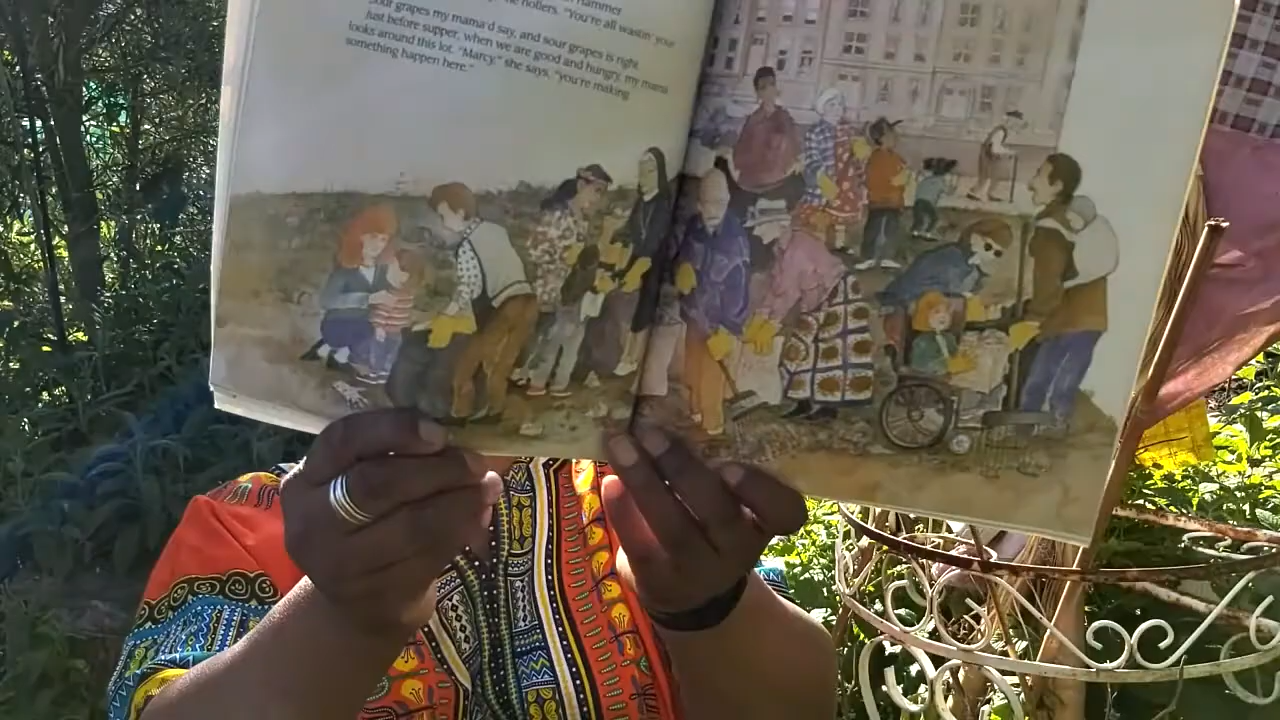 hammer
he hollers. "You're all wastin' your
sour grapes my mama'd say, and sour grapes is right.
Just before supper, when we are good and hungry, my mama
looks around this lot. "Marcy," she says, "you're making
something happen here."